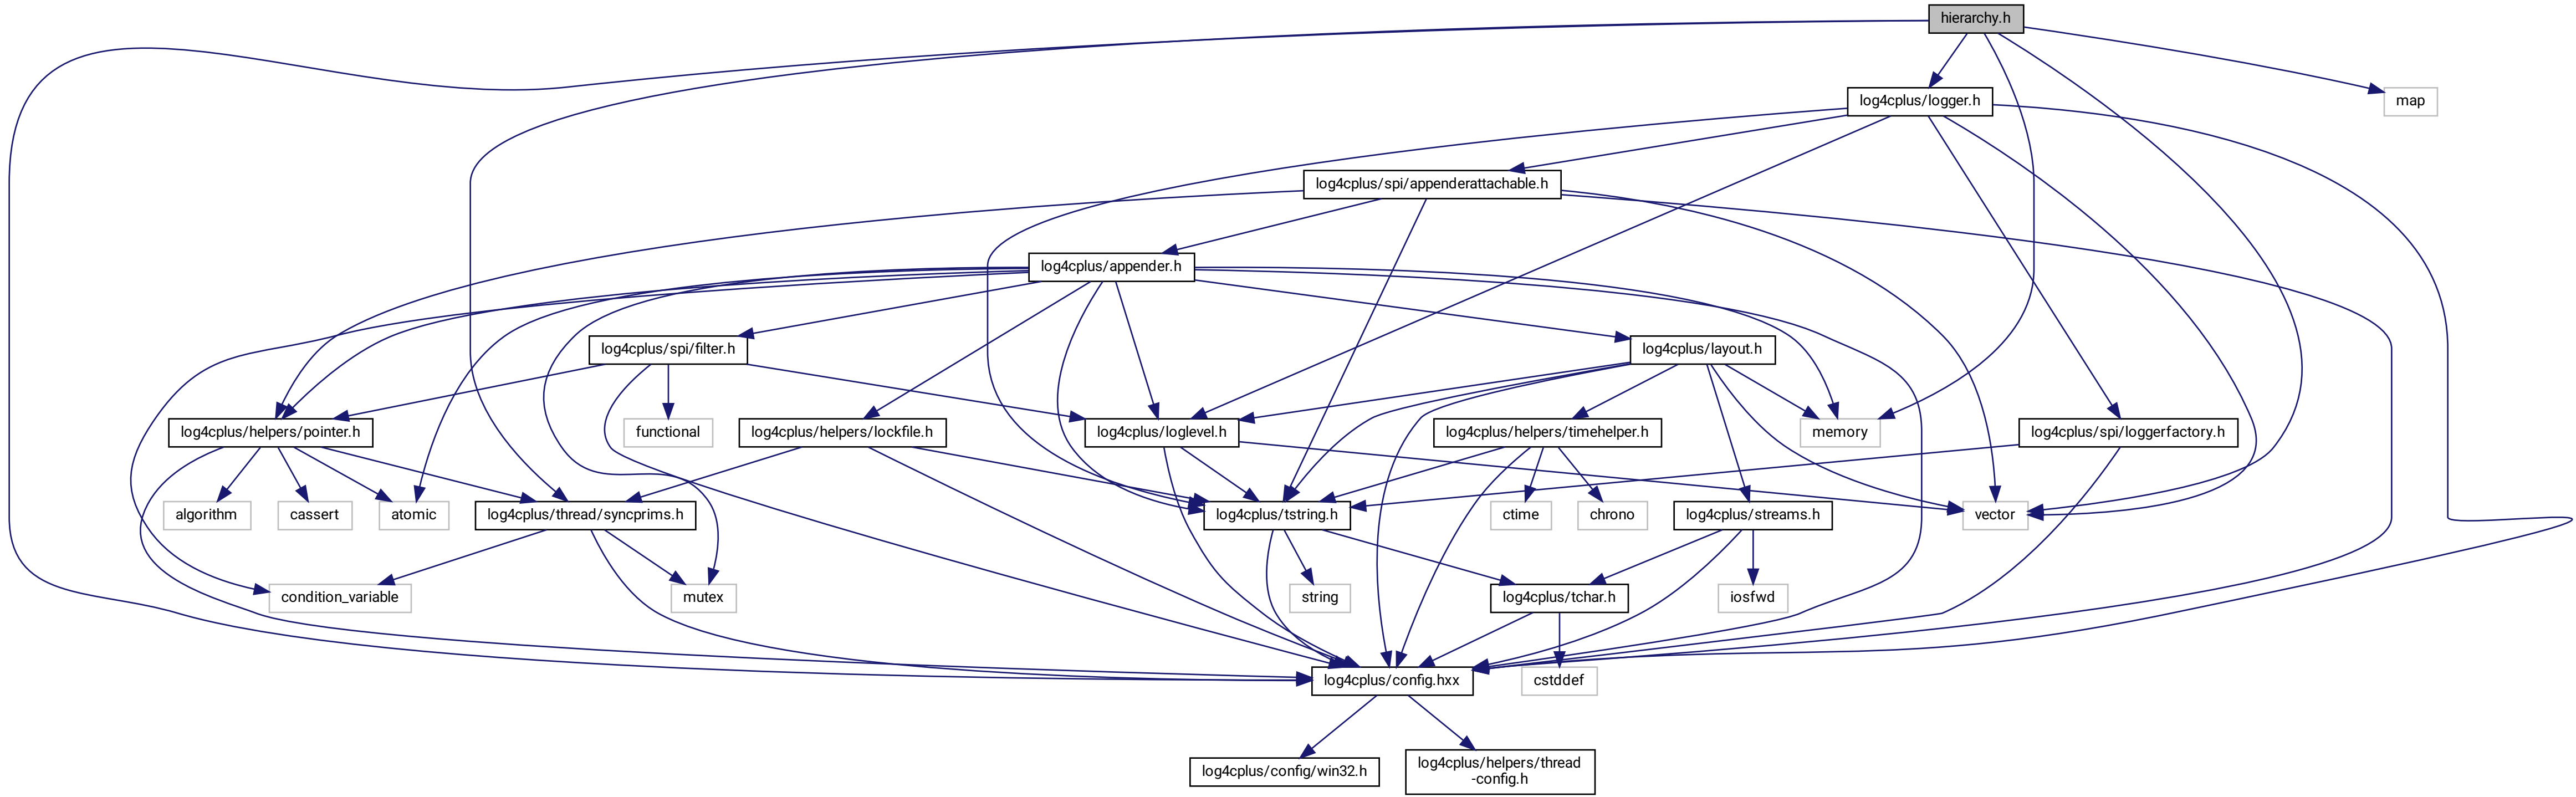 hierarchy.h
log4cplus/logger.h
map
log4cplus/spi/appenderattachable.h
log4cplus/appender.h
log4cplus/spi/filter.h
log4cplus/layout.h
log4cplus/helpers/pointer.h
functional
log4cplus/helpers/lockfile.h
log4cplus/loglevel.h
log4cplus/helpers/timehelper.h
memory
log4cplus/spi/loggerfactory.h
algorithm
cassert
atomic
log4cplus/thread/syncprims.h
log4cplus/tstring.h
ctime
chrono
log4cplus/streams.h
vector
condition_variable
mutex
string
log4cplus/tchar.h
iosfwd
log4cplus/config.hxx
cstddef
log4cplus/config/win32.h
log4cplus/helpers/thread
-config.h